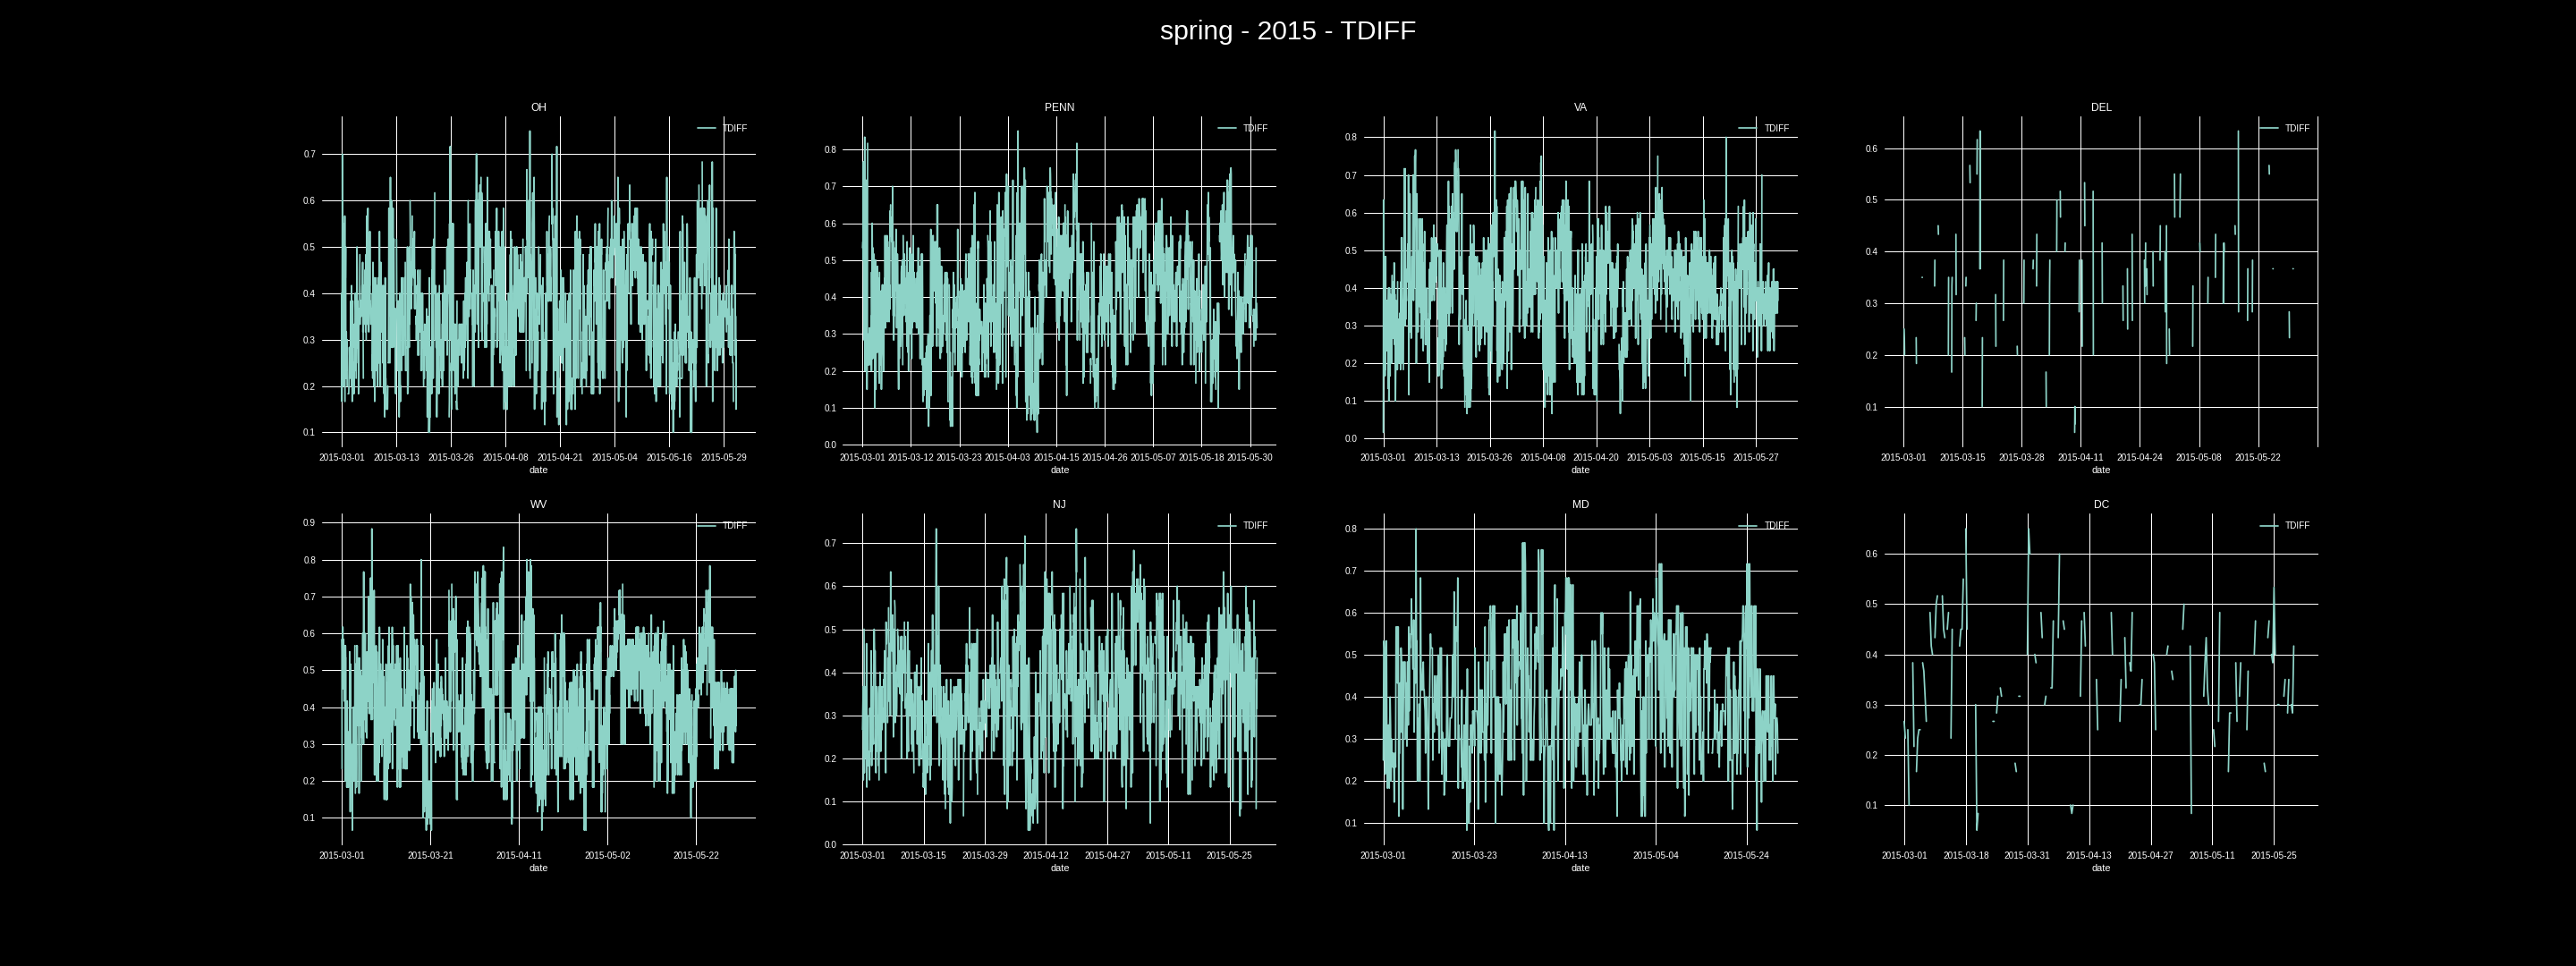 spring - 2015 - TDIFF
OH
TDIFF
0.7
0.6
0.5
0.4
0.3
0.2
0.1
2015-03-01 2015-03-13 2015-03-26 2015-04-08 2015-04-21 2015-05-04 2015-05-16 2015-05-29
date
PENN
TDIFF
0.8
0.7
0.6
0.5
0.4
0.3
0.2
0.1
0.0
2015-03-01 2015-03-12 2015-03-23 2015-04-03 2015-04-15 2015-04-26 2015-05-07 2015-05-18 2015-05-30
date
VA
TDIFF
0.8
0.7
0.6
0.5
0.4
0.3
0.2
0.1
0.0
2015-03-01 2015-03-13 2015-03-26 2015-04-08 2015-04-20 2015-05-03 2015-05-15 2015-05-27
date
DEL
TDIFF
0.6
0.5
0.4
0.3
0.2
0.1
2015-03-01 2015-03-15 2015-03-28 2015-04-11 2015-04-24 2015-05-08 2015-05-22
date
WV
TDIFF
0.9
0.8
0.7
0.6
0.5
0.4
0.3
0.2
0.1
2015-03-01 2015-03-21 2015-04-11 2015-05-02 2015-05-22
date
NJ
TDIFF
0.7
0.6
0.5
0.4
0.3
0.2
0.1
0.0
2015-03-01 2015-03-15 2015-03-29 2015-04-12 2015-04-27 2015-05-11 2015-05-25
date
MD
TDIFF
0.8
0.7
0.6
0.5
0.4
0.3
0.2
0.1
2015-03-01 2015-03-23 2015-04-13 2015-05-04 2015-05-24
date
DC
TDIFF
0.6
0.5
0.4
0.3
0.2
0.1
2015-03-01 2015-03-18 2015-03-31 2015-04-13 2015-04-27 2015-05-11 2015-05-25
date